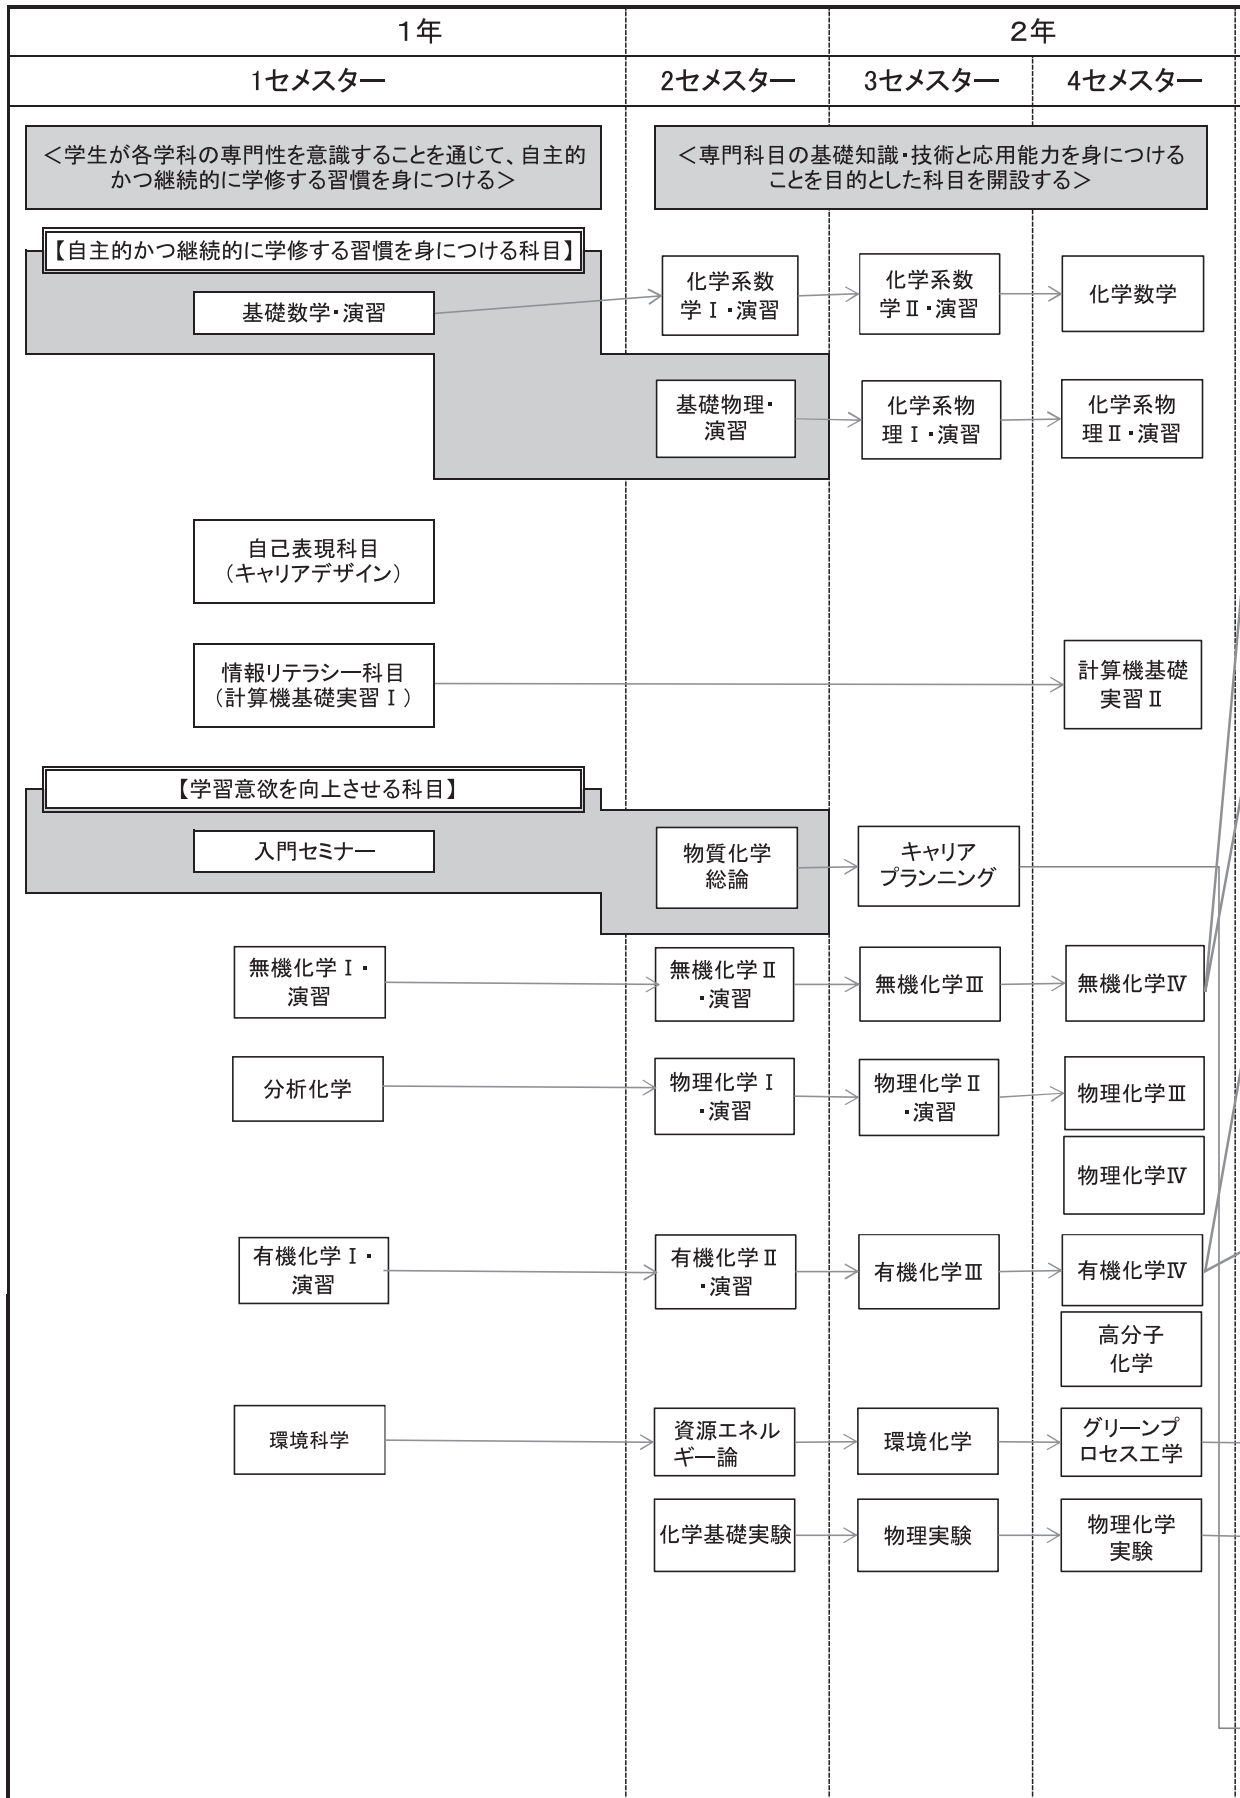 1年
2年
1セメスター
2セメスター
3セメスター
4セメスター
＜学生が各学科の専門性を意識することを通じて、自主的
かつ継続的に学修する習慣を身につける＞
＜専門科目の基礎知識・技術と応用能力を身につける
ことを目的とした科目を開設する＞
【自主的かつ継続的に学修する習慣を身につける科目】
基礎数学・演習
化学系数
学Ⅰ・演習
化学系数
学Ⅱ・演習
化学数学
基礎物理・
演習
化学系物
理Ⅰ・演習
化学系物
理Ⅱ・演習
自己表現科目
（キャリアデザイン）
情報リテラシー科目
（計算機基礎実習Ⅰ）
計算機基礎
実習Ⅱ
【学習意欲を向上させる科目】
入門セミナー
物質化学
総論
キャリア
プランニング
無機化学Ⅰ・
演習
無機化学Ⅱ
・演習
無機化学Ⅲ
無機化学Ⅳ
分析化学
物理化学Ⅰ
・演習
物理化学Ⅱ
・演習
物理化学Ⅲ
物理化学Ⅳ
有機化学Ⅰ・
演習
有機化学Ⅱ
・演習
有機化学Ⅲ
有機化学Ⅳ
高分子
化学
環境科学
資源エネル
ギー論
環境化学
グリーンプ
ロセス工学
化学基礎実験
物理実験
物理化学
実験